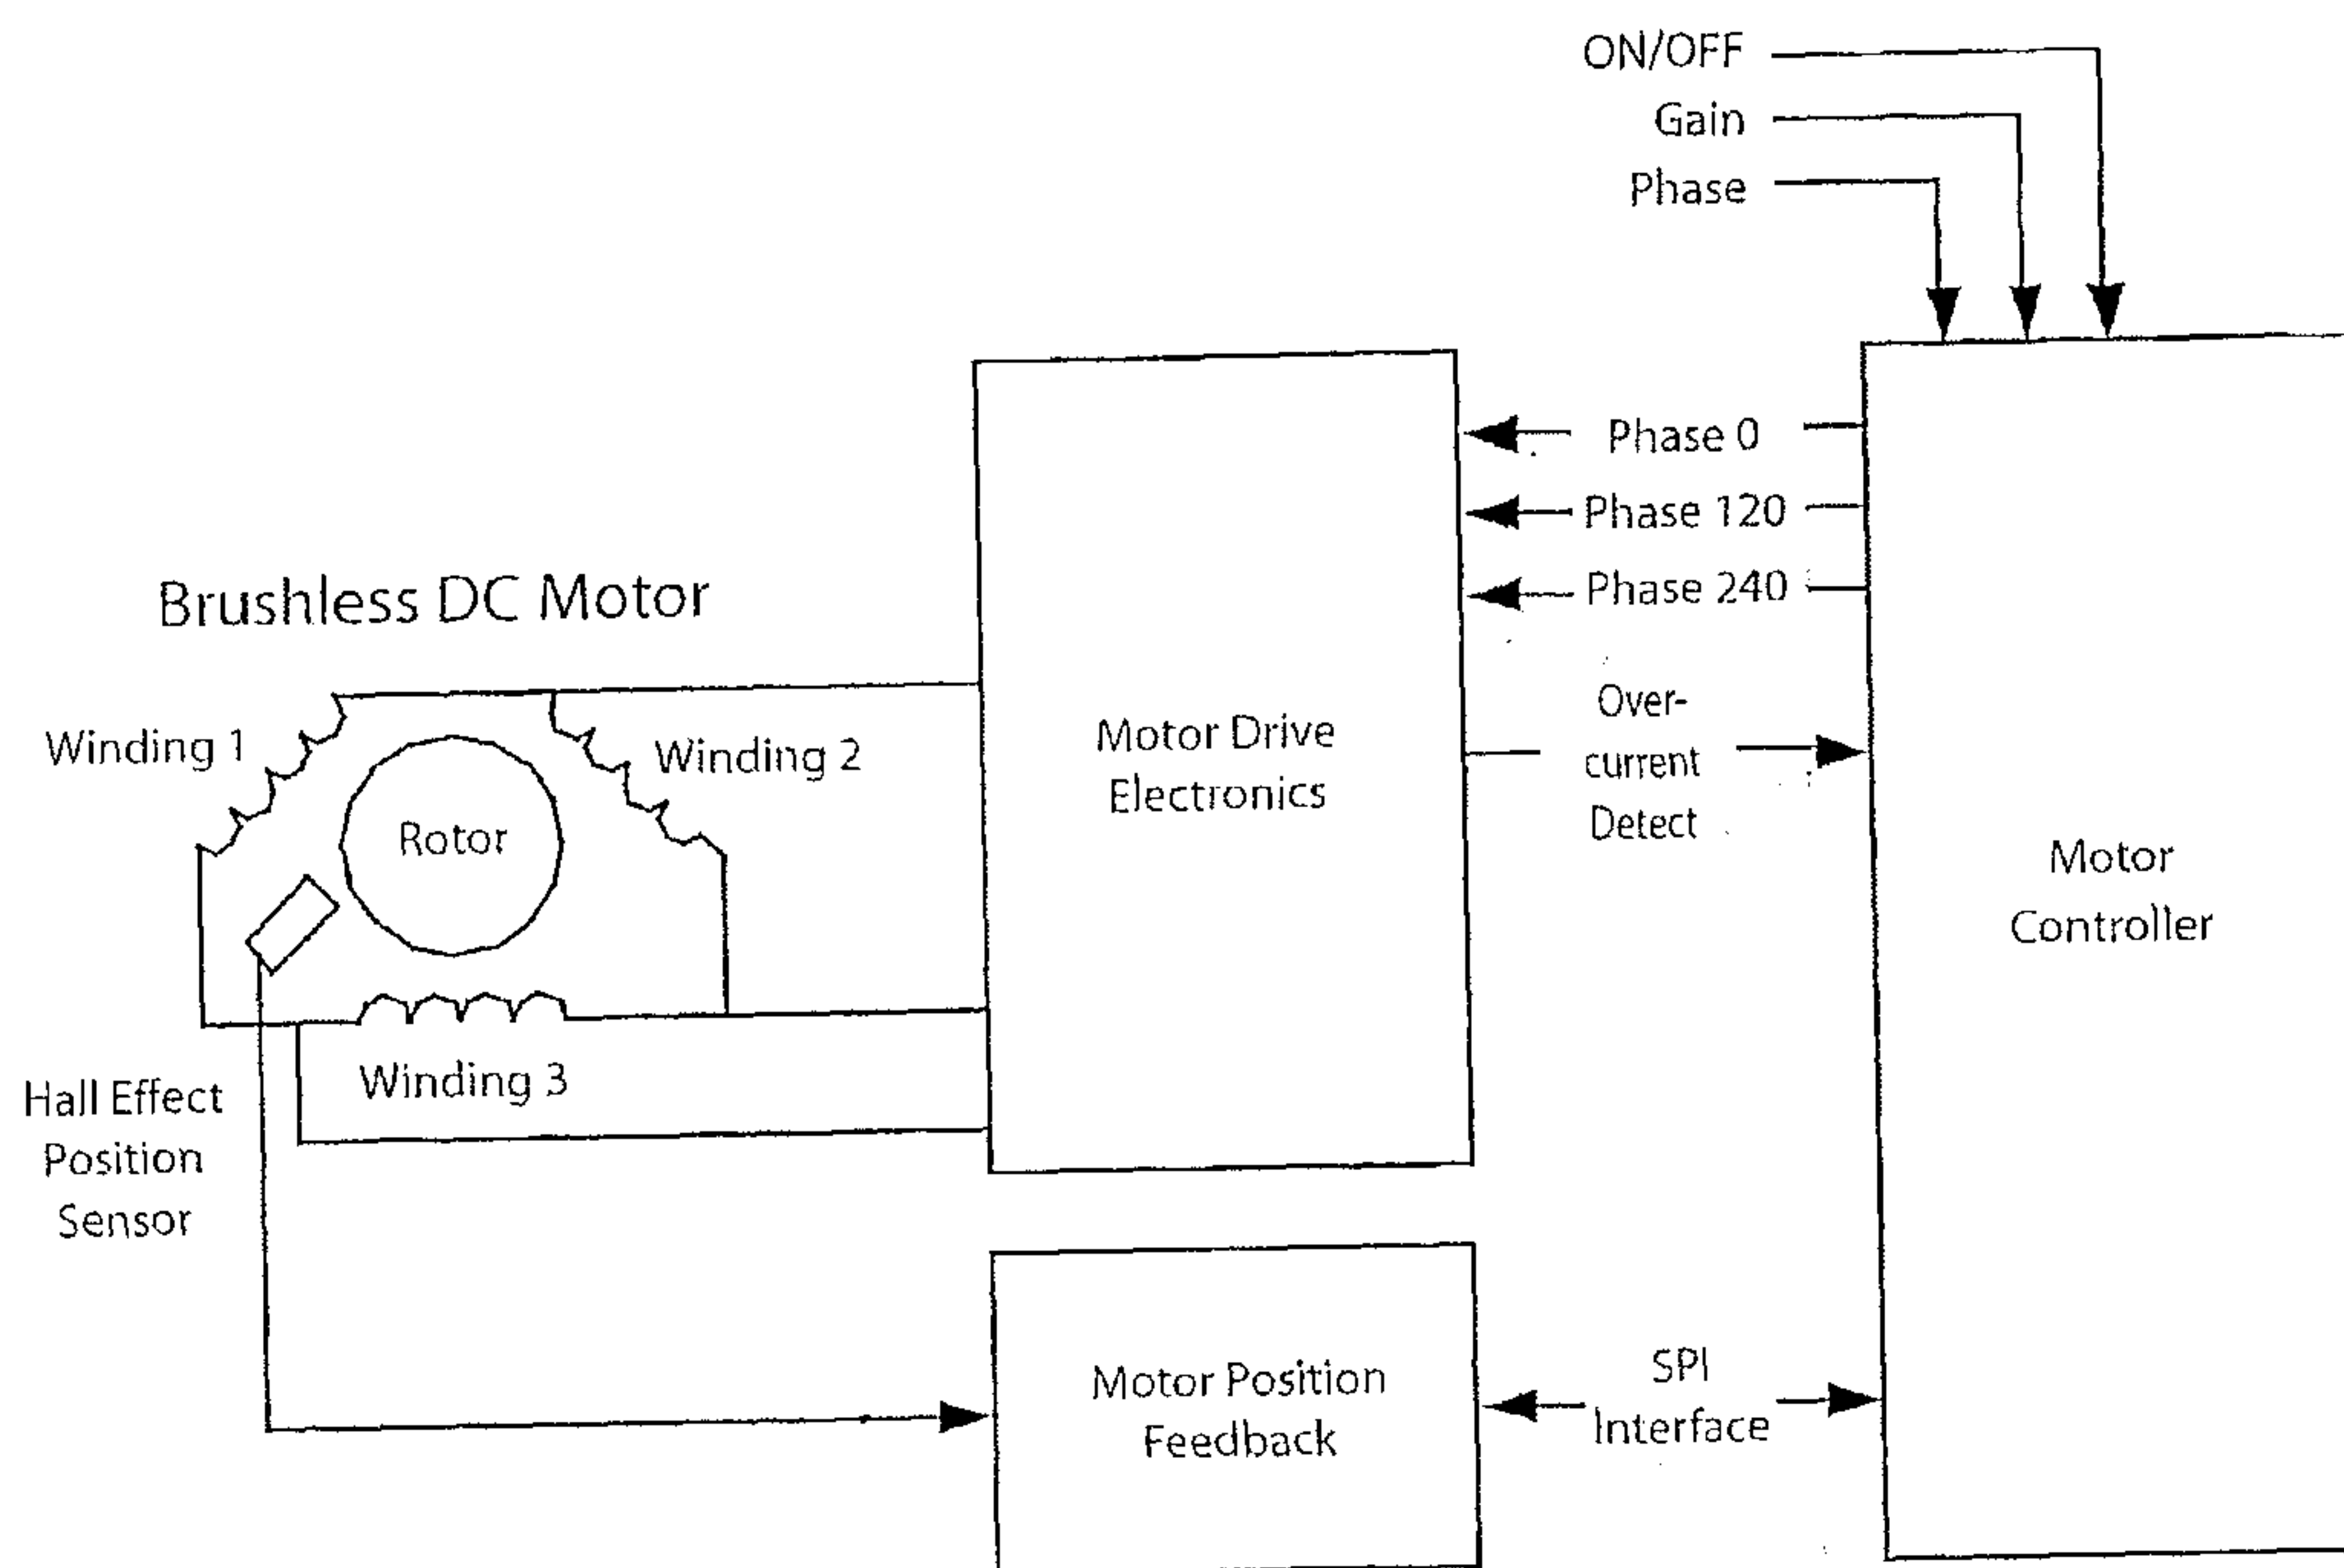 ON/OFF
Gain
Phase
Phase 0
Phase 120
Phase 240
Brushless DC Motor
Over-
current
Detect
Winding 1
Winding 2
Motor Drive
Electronics
Rotor
Motor
Controller
Winding 3
Hall Effect
Position
Sensor
Motor Position
Feedback
SPI
Interface